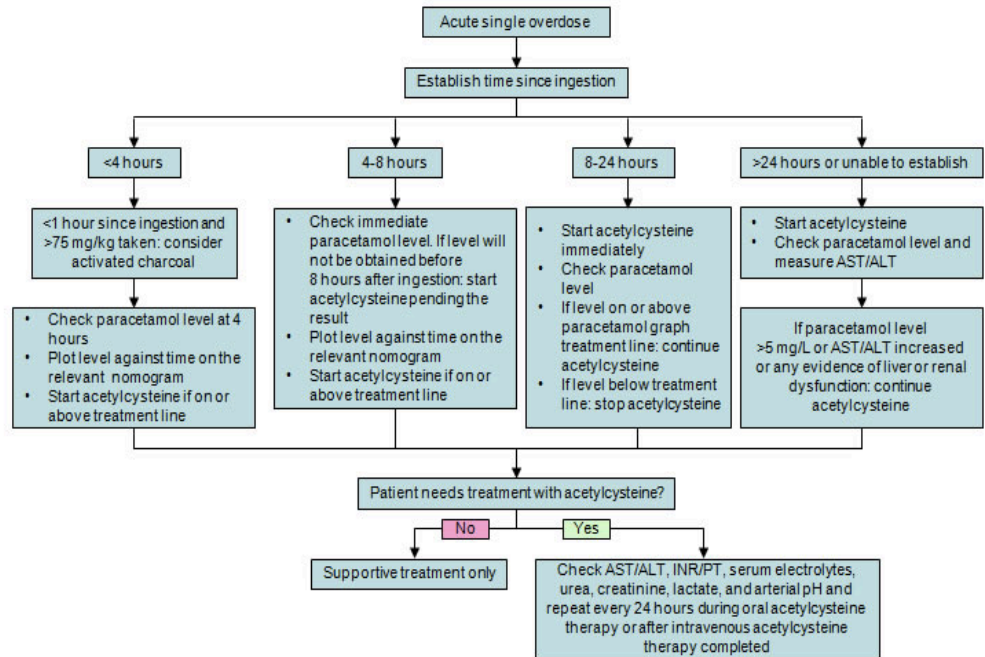 Acute single overdose
Establish time since ingestion
<4 hours
4-8 hours
8-24 hours
>24 hours or unable to establish
<1 hour since ingestion and
>75 mg/kg taken: consider
activated charcoal
• Check paracetamol level at 4
hours
• Plot level against time on the
relevant nomogram
• Start acetylcysteine if on or
above treatment line
• Check immediate
paracetamol level. If level will
not be obtained before
8 hours after ingestion: start
acetylcysteine pending the
result
• Plot level against time on the
relevant nomogram
• Start acetylcysteine if on or
above treatment line
• Start acetylcysteine
immediately
• Check paracetamol
level
• If level on or above
paracetamol graph
treatment line: continue
acetylcysteine
• If level below treatment
line: stop acetylcysteine
• Start acetylcysteine
• Check paracetamol level and
measure AST/ALT
If paracetamol level
>5 mg/L or AST/ALT increased
or any evidence of liver or renal
dysfunction: continue
acetylcysteine
Patient needs treatment with acetylcysteine?
No
Yes
Supportive treatment only
Check AST/ALT, INR/PT, serum electrolytes,
urea, creatinine, lactate, and arterial pH and
repeat every 24 hours during oral acetylcysteine
therapy or after intravenous acetylcysteine
therapy completed